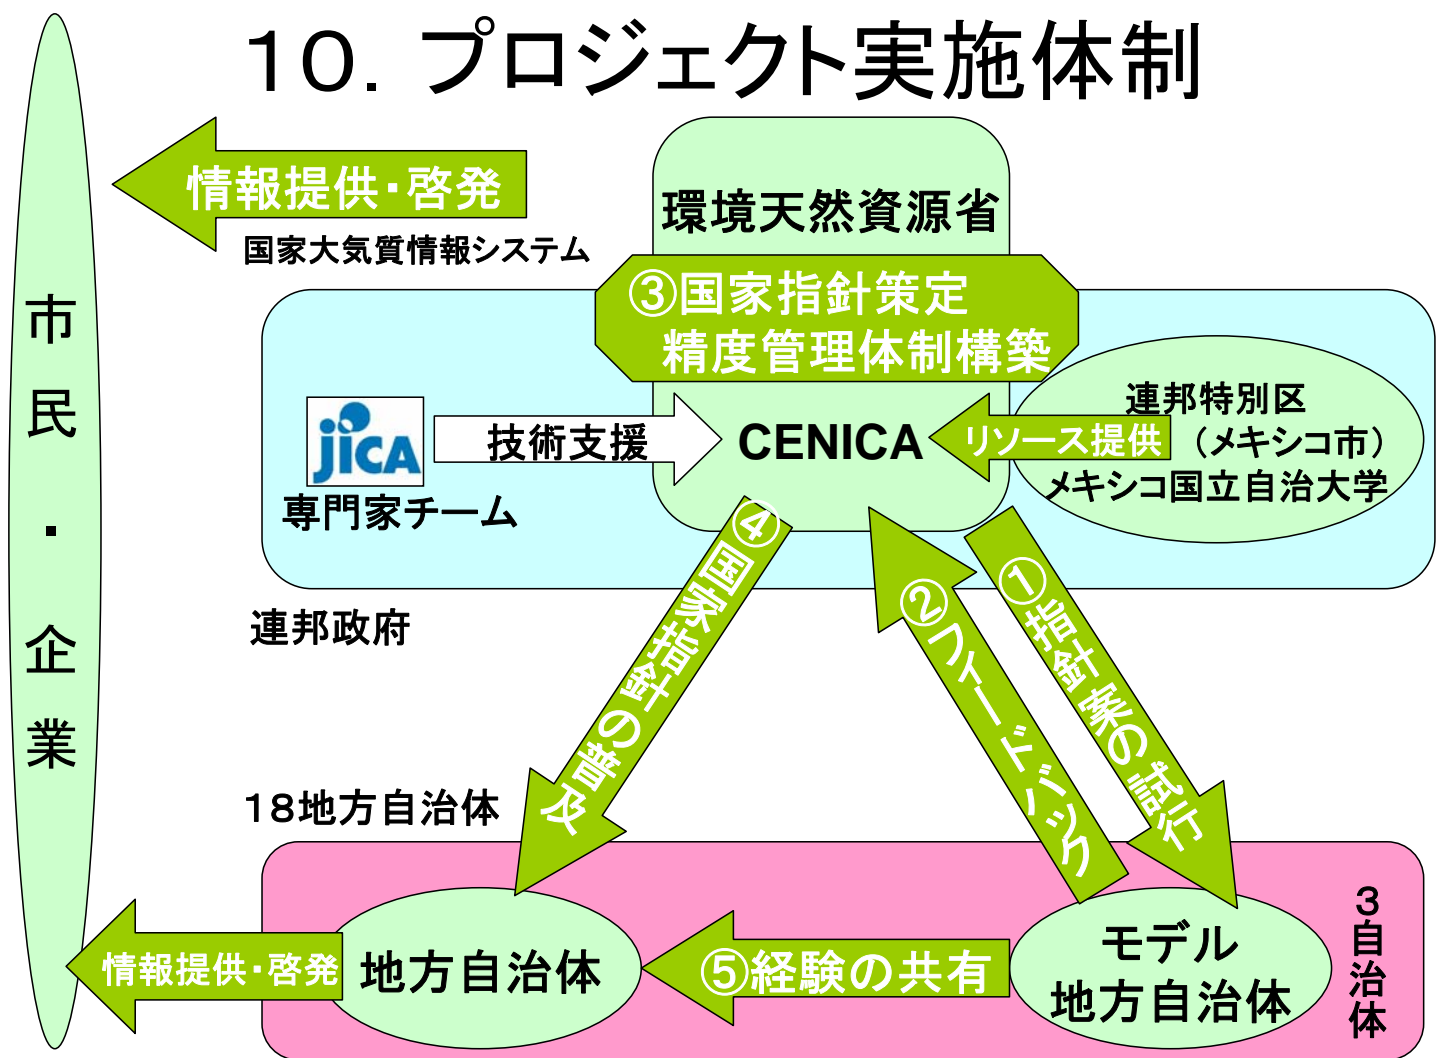 10. プロジェクト実施体制
情報提供・啓発
国家大気質情報システム
環境天然資源省
③国家指針策定
精度管理体制構築
市民・企業
jICA
専門家チーム
技術支援
CENICA
リソース提供
連邦特別区
（メキシコ市）
メキシコ国立自治大学
連邦政府
④国家指針の普及
②フィードバック
①指針案の試行
18地方自治体
情報提供・啓発
地方自治体
⑤経験の共有
モデル
地方自治体
3自治体